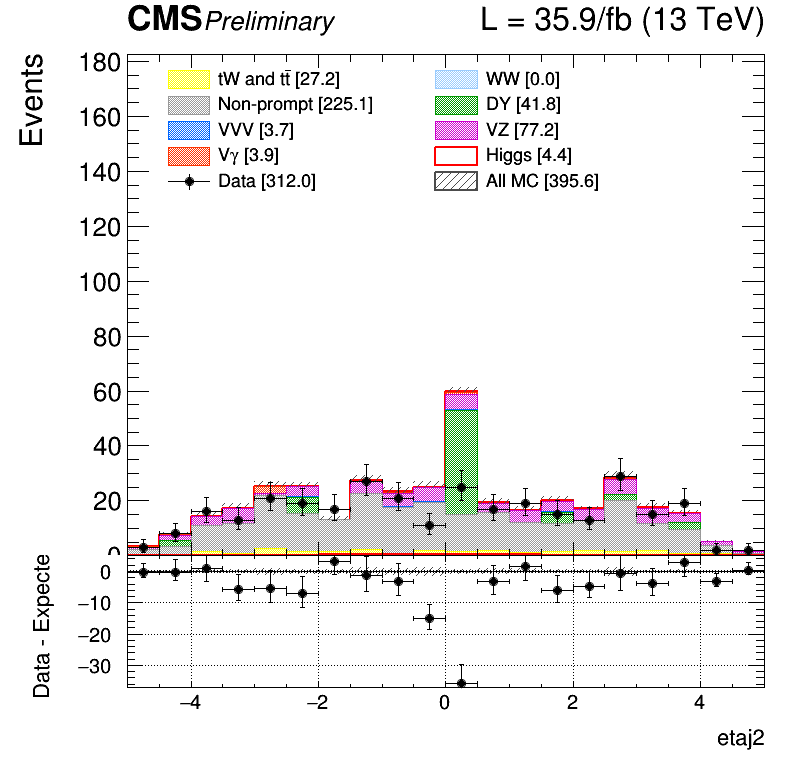 CMS Preliminary L = 35.9/fb (13 TeV)
Events
180
160
140
120
100
80
60
40
20
0
tW and tt̄ [27.2]
Non-prompt [225.1]
VVV [3.7]
Vγ [3.9]
Data [312.0]
WW [0.0]
DY [41.8]
VZ [77.2]
Higgs [4.4]
All MC [395.6]
Data - Expecte
0
−10
−20
−30
−4 −2 0 2 4
etaj2